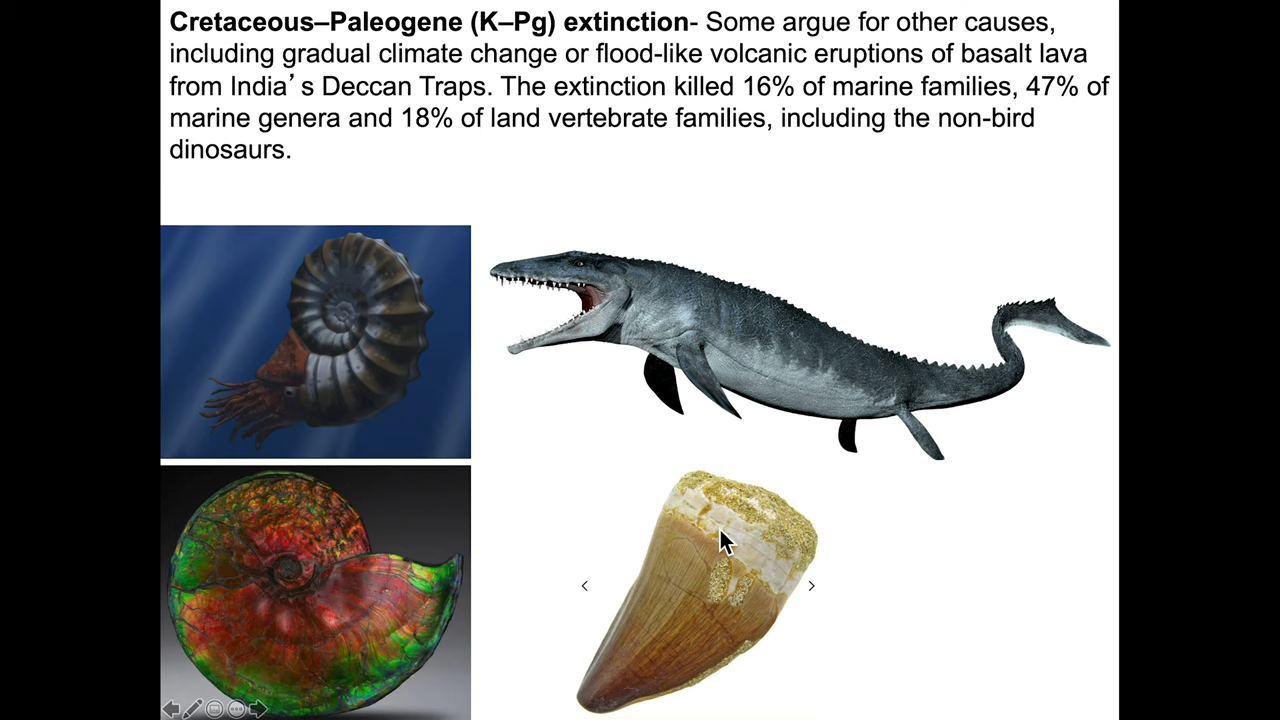 Cretaceous–Paleogene (K–Pg) extinction- Some argue for other causes,
including gradual climate change or flood-like volcanic eruptions of basalt lava
from India’s Deccan Traps. The extinction killed 16% of marine families, 47% of
marine genera and 18% of land vertebrate families, including the non-bird
dinosaurs.